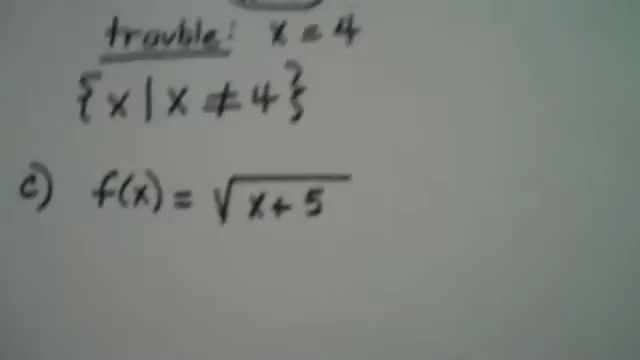 trouble: x = 4
{x | x ≠ 4}
c) f(x) = √(x+5)